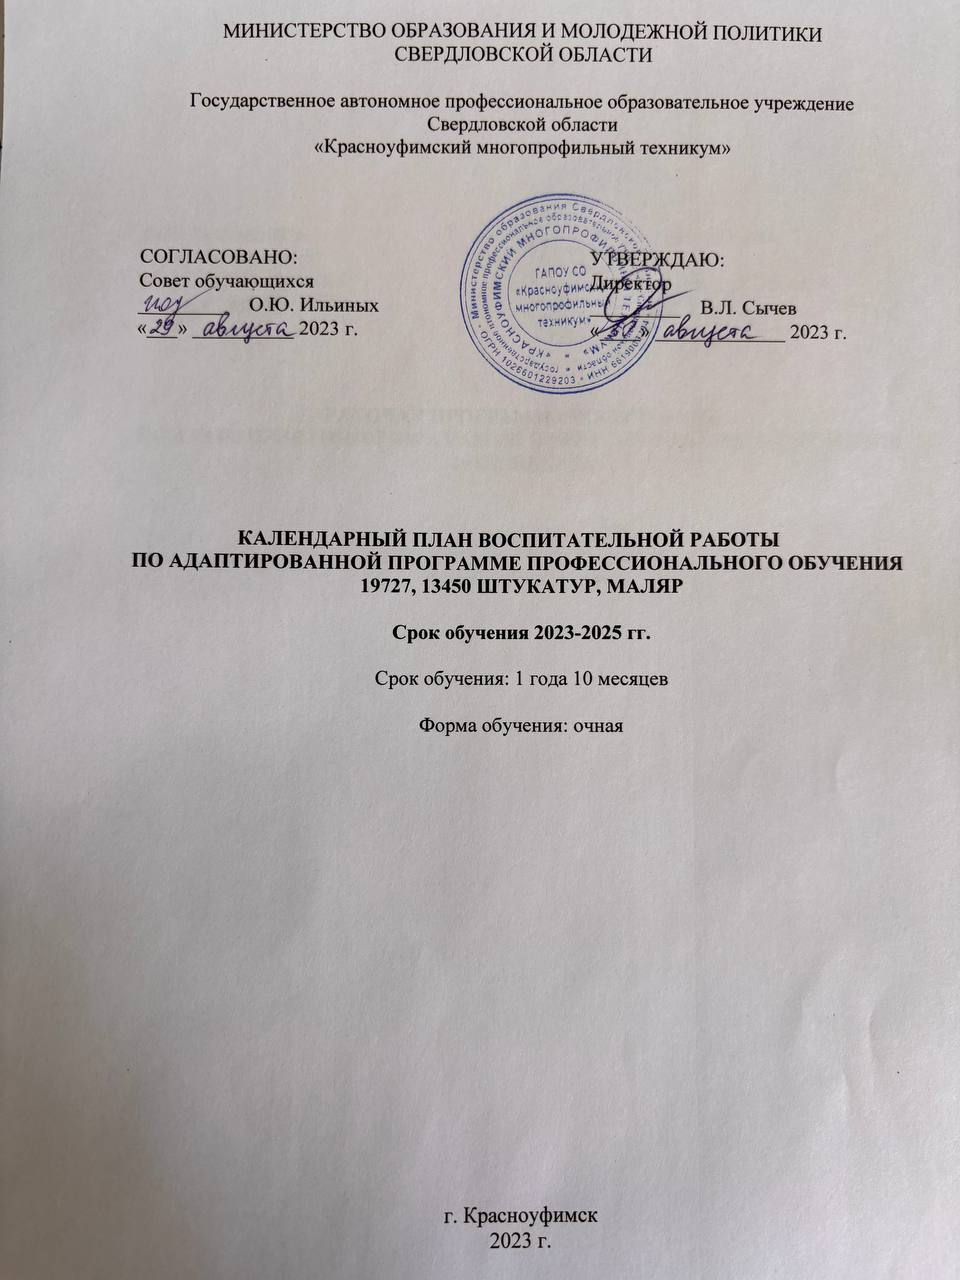 МИНИСТЕРСТВО ОБРАЗОВАНИЯ И МОЛОДЕЖНОЙ ПОЛИТИКИ
СВЕРДЛОВСКОЙ ОБЛАСТИ
Государственное автономное профессиональное образовательное учреждение
Свердловской области
«Красноуфимский многопрофильный техникум»
СОГЛАСОВАНО:
Совет обучающихся
О.Ю. Ильиных
«29» августа 2023 г.
УТВЕРЖДАЮ:
Директор
В.Л. Сычев
августа 2023 г.
ГАПОУ СО
«Красноуфимский
многопрофильный
техникум»
ОГРН 1026601229203
КАЛЕНДАРНЫЙ ПЛАН ВОСПИТАТЕЛЬНОЙ РАБОТЫ
ПО АДАПТИРОВАННОЙ ПРОГРАММЕ ПРОФЕССИОНАЛЬНОГО ОБУЧЕНИЯ
19727, 13450 ШТУКАТУР, МАЛЯР
Срок обучения 2023-2025 гг.
Срок обучения: 1 года 10 месяцев
Форма обучения: очная
г. Красноуфимск
2023 г.